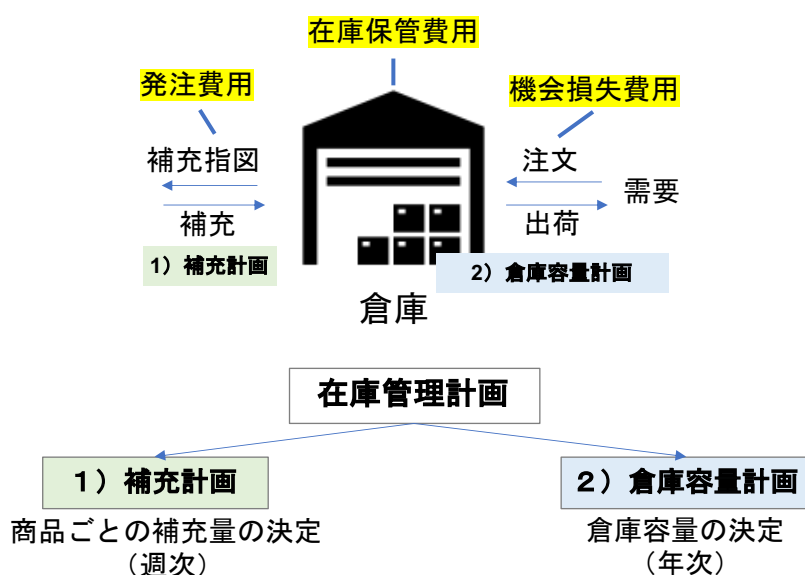 在庫保管費用
発注費用
機会損失費用
補充指図
注文
需要
補充
出荷
1）補充計画
2）倉庫容量計画
倉庫
在庫管理計画
１）補充計画
２）倉庫容量計画
商品ごとの補充量の決定
（週次）
倉庫容量の決定
（年次）